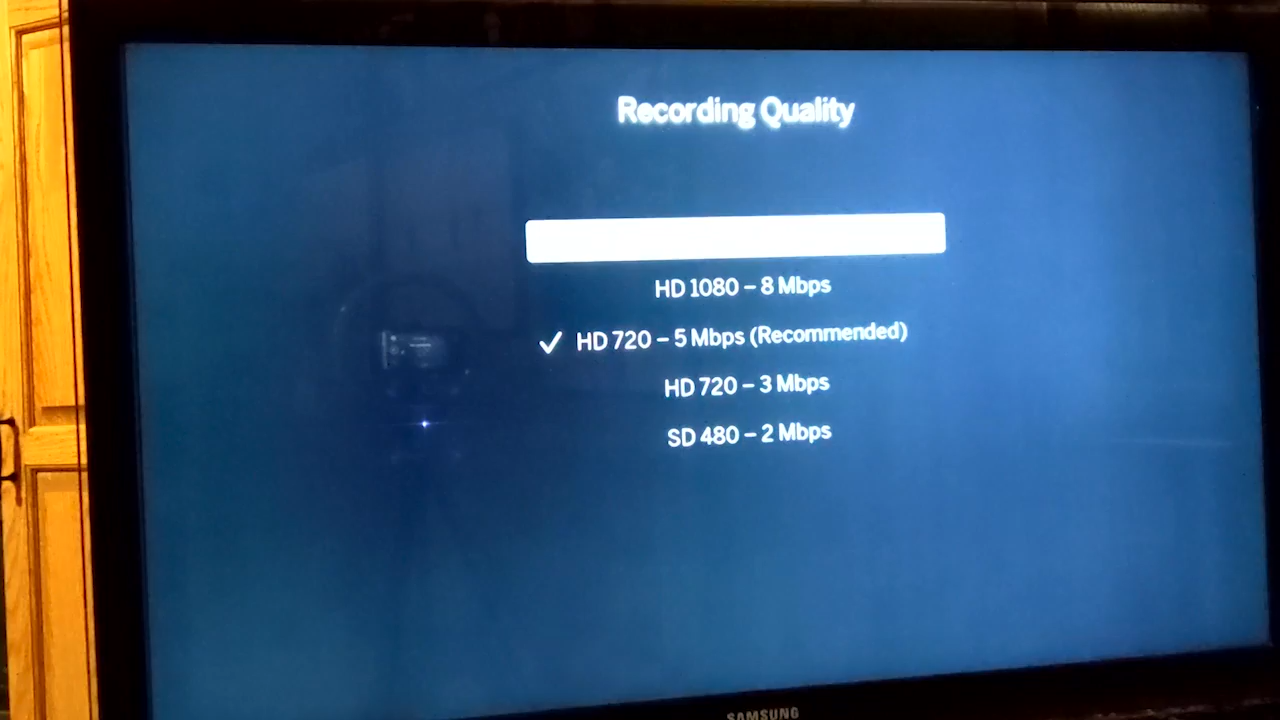 Recording Quality
HD 1080 – 8 Mbps
✓ HD 720 – 5 Mbps (Recommended)
HD 720 – 3 Mbps
SD 480 – 2 Mbps
SAMSUNG